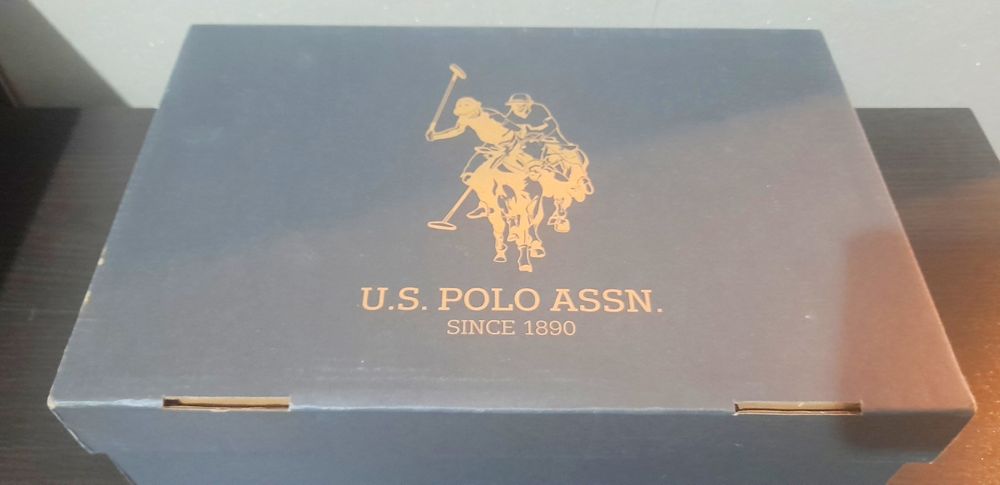 U.S. POLO ASSN.
SINCE 1890